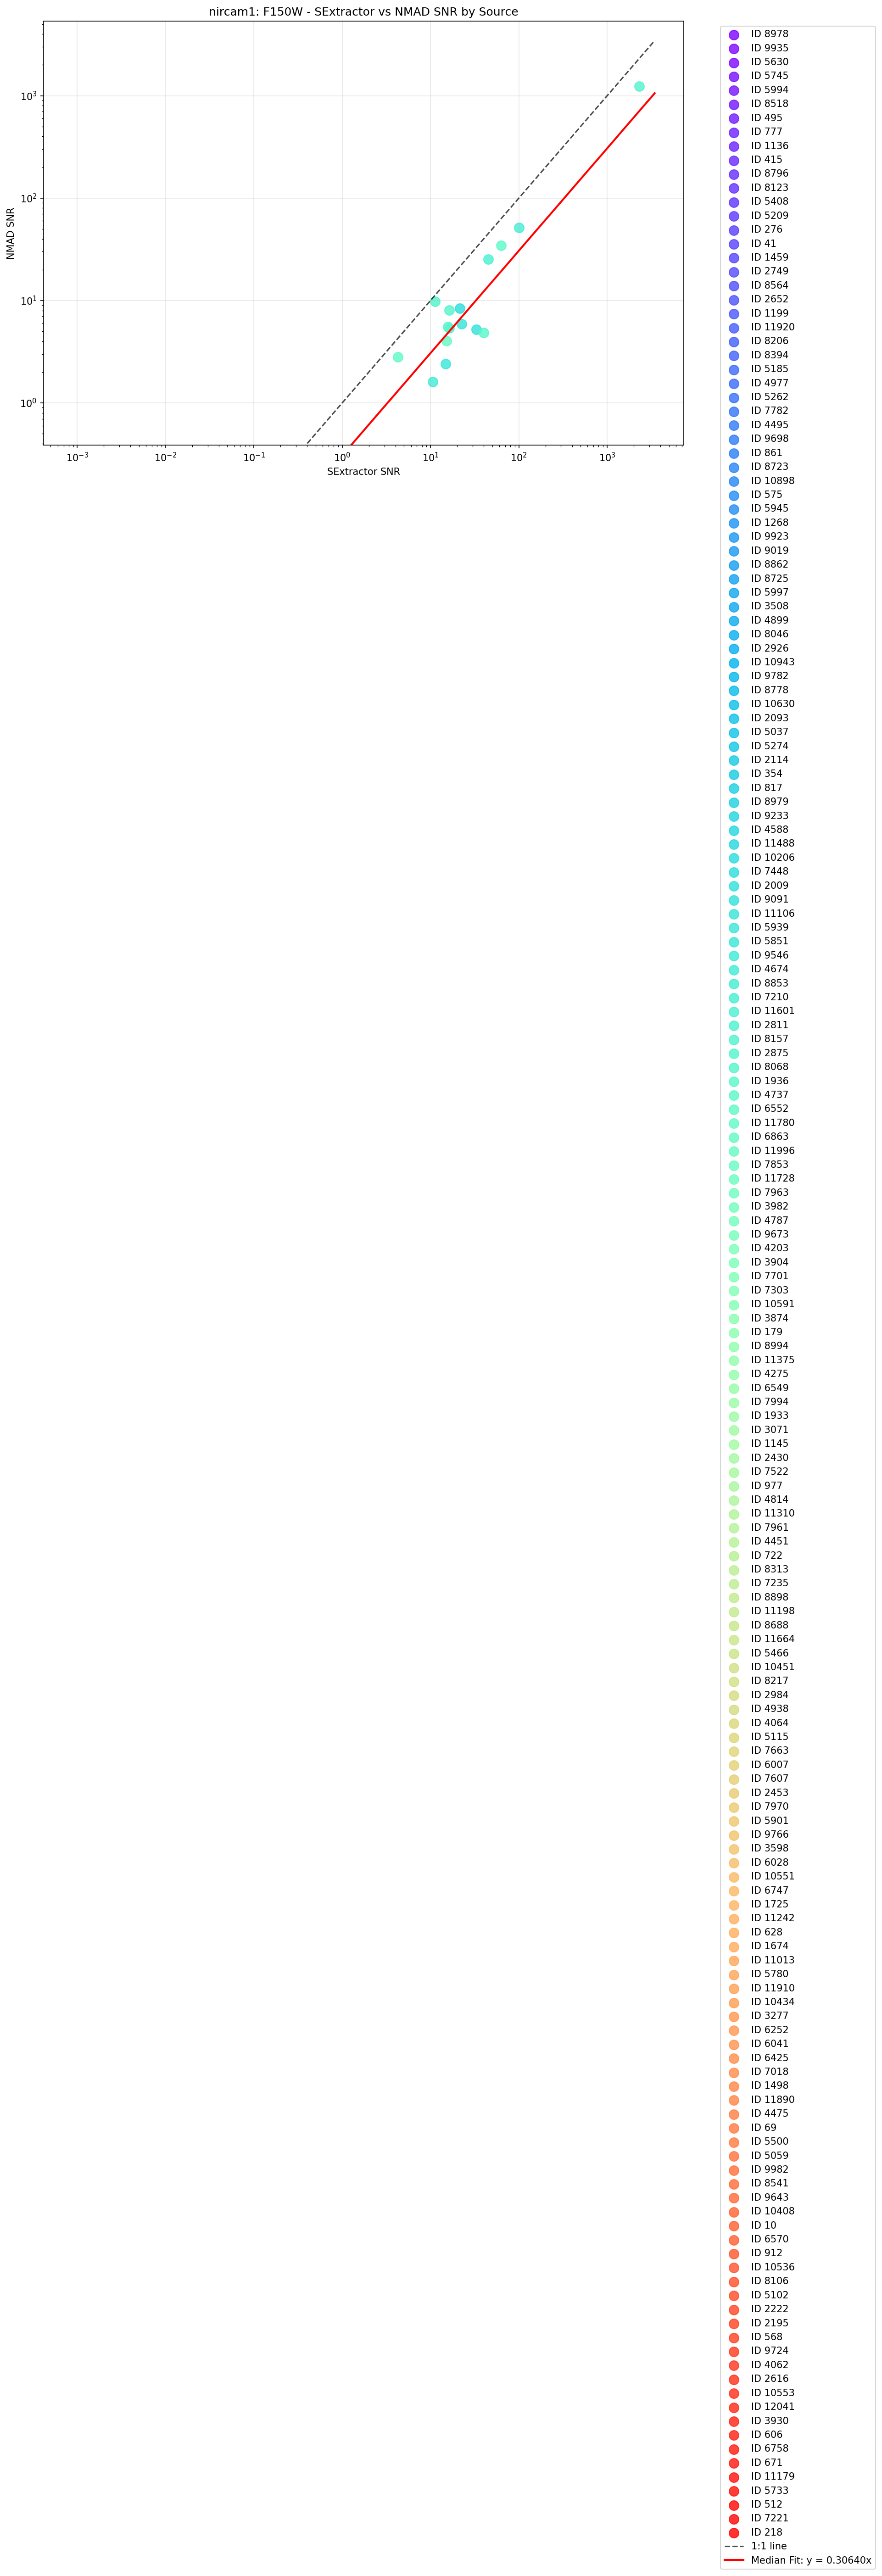 nircam1: F150W - SExtractor vs NMAD SNR by Source
NMAD SNR
10³
10²
10¹
10⁰
10⁻³
10⁻²
10⁻¹
10⁰
10¹
10²
10³
SExtractor SNR
ID 8978
ID 9935
ID 5630
ID 5745
ID 5994
ID 8518
ID 495
ID 777
ID 1136
ID 415
ID 8796
ID 8123
ID 5408
ID 5209
ID 276
ID 41
ID 1459
ID 2749
ID 8564
ID 2652
ID 1199
ID 11920
ID 8206
ID 8394
ID 5185
ID 4977
ID 5262
ID 7782
ID 4495
ID 9698
ID 861
ID 8723
ID 10898
ID 575
ID 5945
ID 1268
ID 9923
ID 9019
ID 8862
ID 8725
ID 5997
ID 3508
ID 4899
ID 8046
ID 2926
ID 10943
ID 9782
ID 8778
ID 10630
ID 2093
ID 5037
ID 5274
ID 2114
ID 354
ID 817
ID 8979
ID 9233
ID 4588
ID 11488
ID 10206
ID 7448
ID 2009
ID 9091
ID 11106
ID 5939
ID 5851
ID 9546
ID 4674
ID 8853
ID 7210
ID 11601
ID 2811
ID 8157
ID 2875
ID 8068
ID 1936
ID 4737
ID 6552
ID 11780
ID 6863
ID 11996
ID 7853
ID 11728
ID 7963
ID 3982
ID 4787
ID 9673
ID 4203
ID 3904
ID 7701
ID 7303
ID 10591
ID 3874
ID 179
ID 8994
ID 11375
ID 4275
ID 6549
ID 7994
ID 1933
ID 3071
ID 1145
ID 2430
ID 7522
ID 977
ID 4814
ID 11310
ID 7961
ID 4451
ID 722
ID 8313
ID 7235
ID 8898
ID 11198
ID 8688
ID 11664
ID 5466
ID 10451
ID 8217
ID 2984
ID 4938
ID 4064
ID 5115
ID 7663
ID 6007
ID 7607
ID 2453
ID 7970
ID 5901
ID 9766
ID 3598
ID 6028
ID 10551
ID 6747
ID 1725
ID 11242
ID 628
ID 1674
ID 11013
ID 5780
ID 11910
ID 10434
ID 3277
ID 6252
ID 6041
ID 6425
ID 7018
ID 1498
ID 11890
ID 4475
ID 69
ID 5500
ID 5059
ID 9982
ID 8541
ID 9643
ID 10408
ID 10
ID 6570
ID 912
ID 10536
ID 8106
ID 5102
ID 2222
ID 2195
ID 568
ID 9724
ID 4062
ID 2616
ID 10553
ID 12041
ID 3930
ID 606
ID 6758
ID 671
ID 11179
ID 5733
ID 512
ID 7221
ID 218
1:1 line
Median Fit: y = 0.30640x